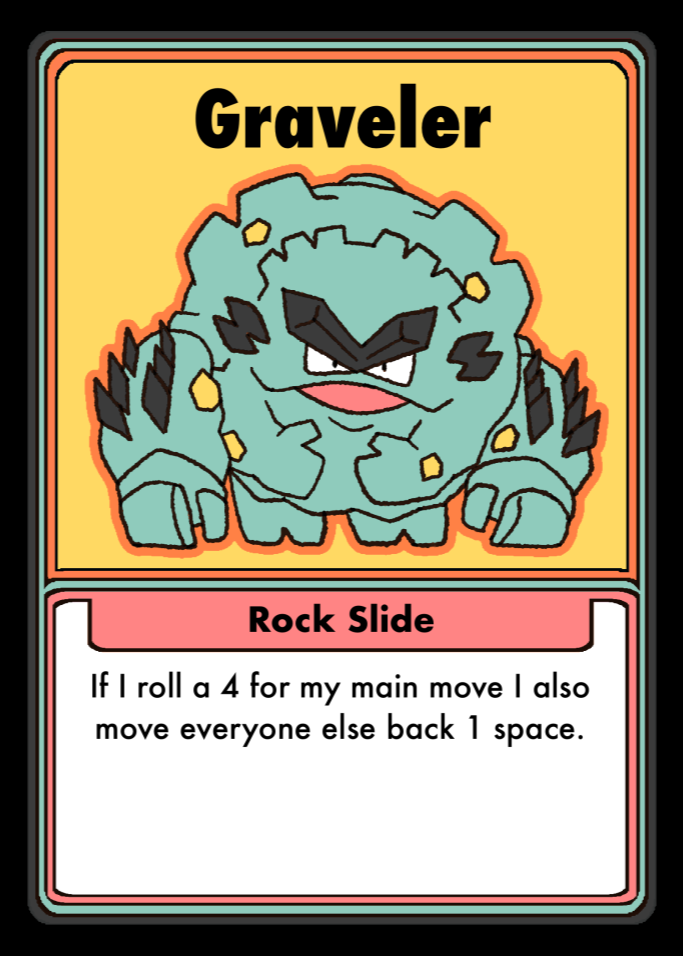 Graveler
Rock Slide
If I roll a 4 for my main move I also
move everyone else back 1 space.